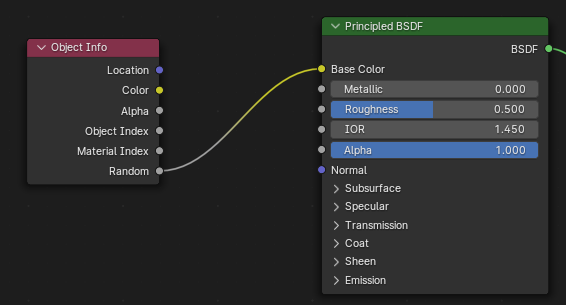 Object Info
Location
Color
Alpha
Object Index
Material Index
Random
Principled BSDF
BSDF
Base Color
Metallic 0.000
Roughness 0.500
IOR 1.450
Alpha 1.000
Normal
Subsurface
Specular
Transmission
Coat
Sheen
Emission